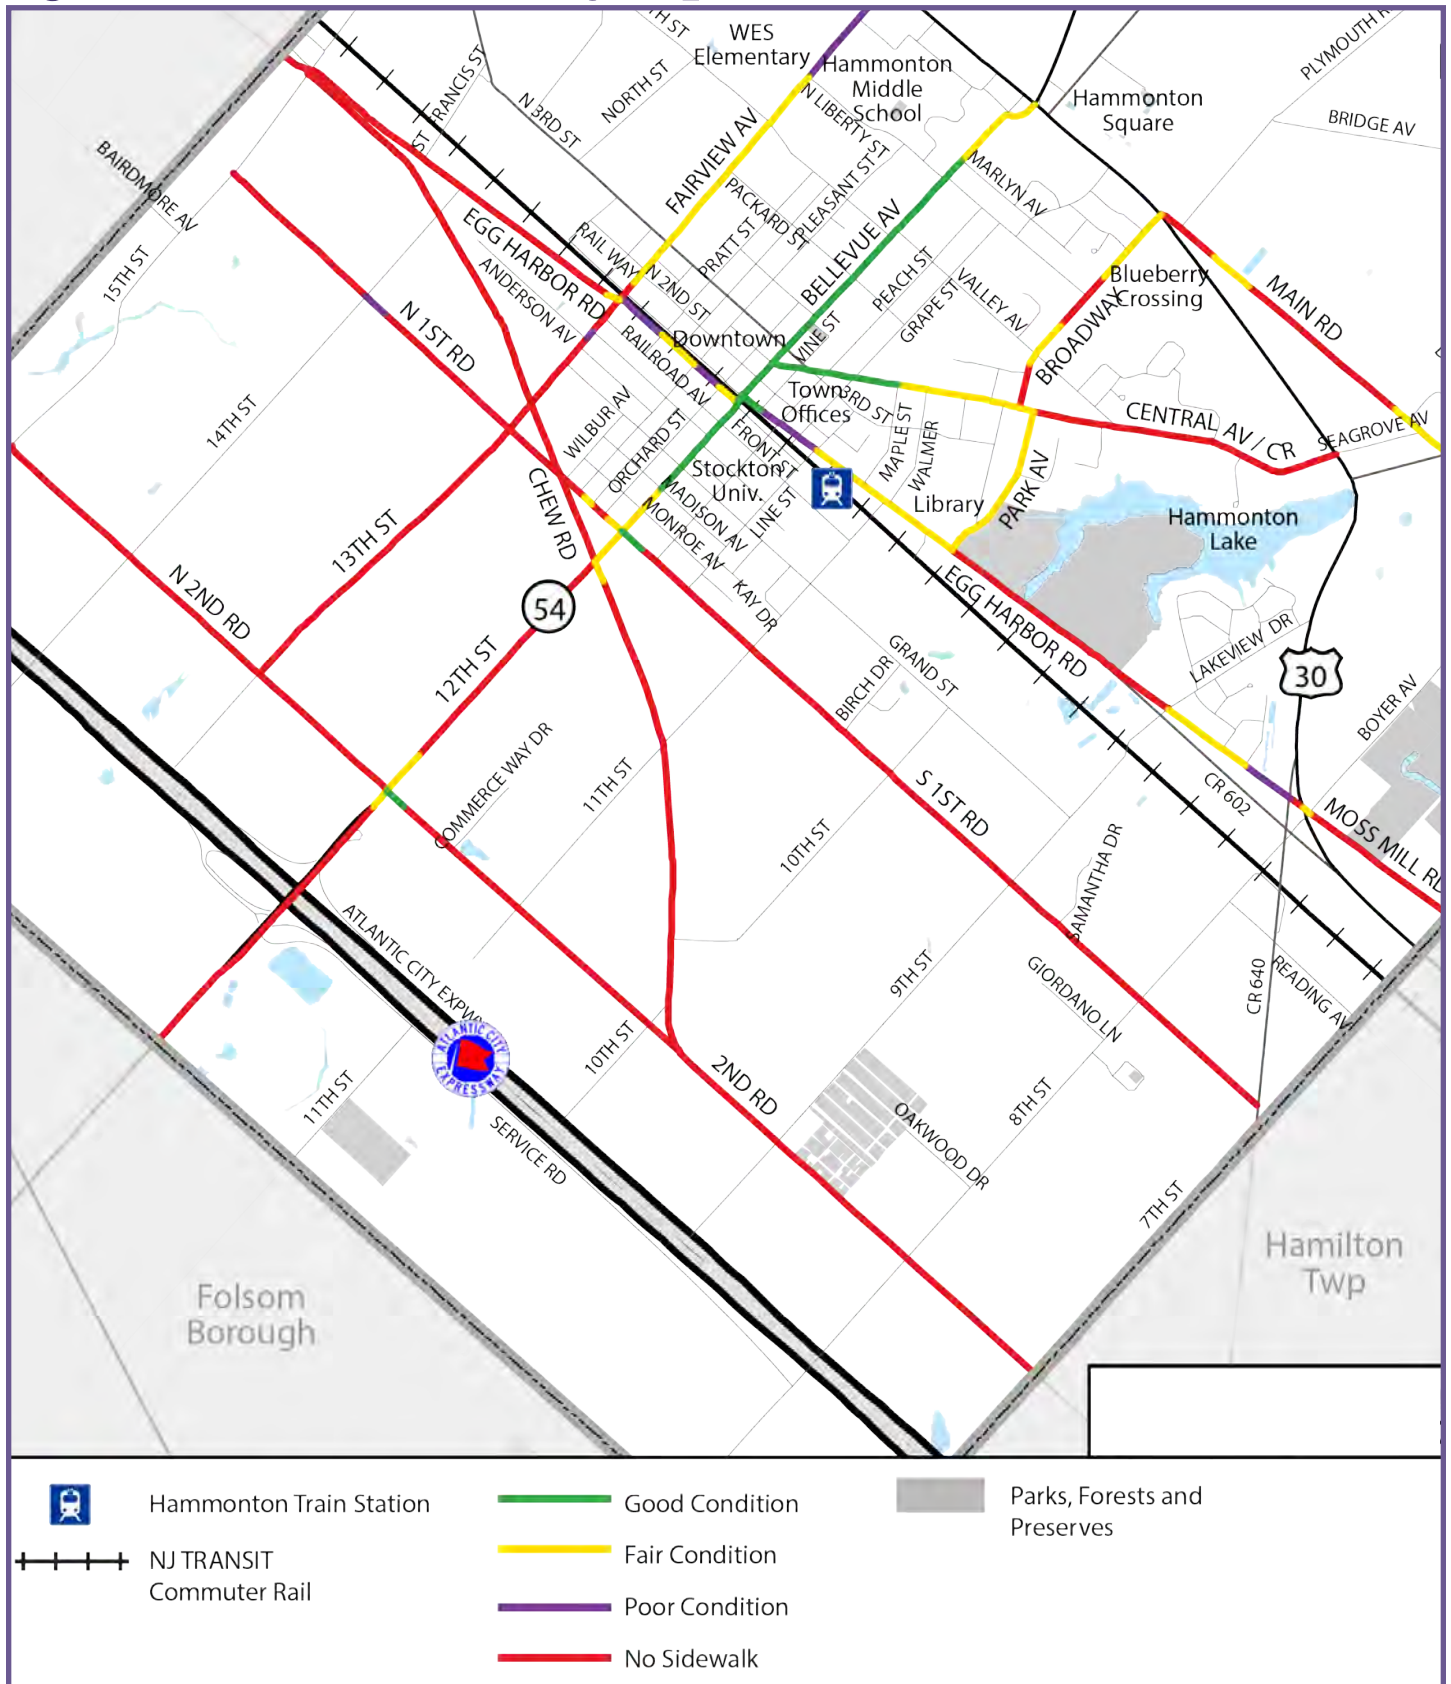 TH ST
WES
Elementary
PLYMOUTH R
Hammonton
Middle
School
Hammonton
Square
BRIDGE AV
ST FRANCIS ST
NORTH ST
N 3RD ST
N LIBERTY ST
FAIRVIEW AV
BAIRDMORE AV
PLEASANT ST
MARLYN AV
PACKARD ST
EGG HARBOR RD
RAIL WAY
PRATT ST
BELLEVUE AV
15TH ST
ANDERSON AV
N 2ND ST
PEACH ST
VALLEY AV
Blueberry
Crossing
GRAPE ST
MAIN RD
N 1ST RD
RAILROAD AV
Downtown
VINE ST
BROADWAY
14TH ST
WILBUR AV
Town
Offices
3RD ST
CENTRAL AV / CR
SEAGROVE AV
ORCHARD ST
FRONT ST
MAPLE ST
WALMER
Stockton
Univ.
CHEW RD
MADISON AV
LINE ST
Library
PARK AV
Hammonton
Lake
13TH ST
MONROE AV
N 2ND RD
KAY DR
54
EGG HARBOR RD
12TH ST
GRAND ST
LAKEVIEW DR
30
BIRCH DR
BOYER AV
COMMERCE WAY DR
11TH ST
S 1ST RD
CR 602
MOSS MILL RD
10TH ST
SAMANTHA DR
ATLANTIC CITY EXPWY
9TH ST
GIORDANO LN
CR 640
READING AV
ATLANTIC CITY
EXPRESSWAY
10TH ST
2ND RD
11TH ST
SERVICE RD
OAKWOOD DR
8TH ST
7TH ST
Hamilton
Twp
Folsom
Borough
Hammonton Train Station
NJ TRANSIT
Commuter Rail
Good Condition
Fair Condition
Poor Condition
No Sidewalk
Parks, Forests and
Preserves